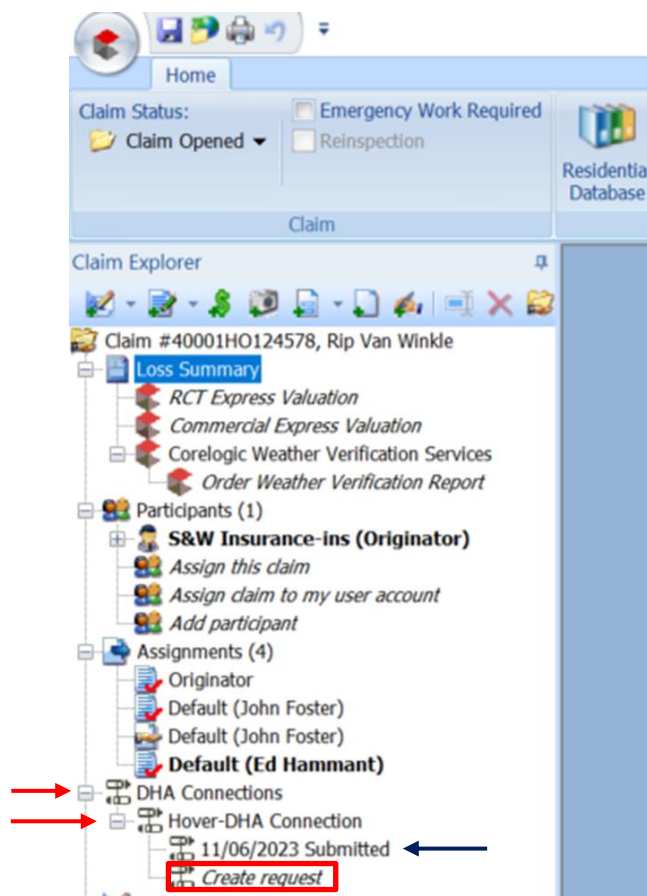 Home
Claim Status:
Emergency Work Required
Claim Opened
Reinspection
Residentia
Database
Claim
Claim Explorer
Claim #40001HO124578, Rip Van Winkle
Loss Summary
RCT Express Valuation
Commercial Express Valuation
Corelogic Weather Verification Services
Order Weather Verification Report
Participants (1)
S&W Insurance-ins (Originator)
Assign this claim
Assign claim to my user account
Add participant
Assignments (4)
Originator
Default (John Foster)
Default (John Foster)
Default (Ed Hammant)
DHA Connections
Hover-DHA Connection
11/06/2023 Submitted
Create request